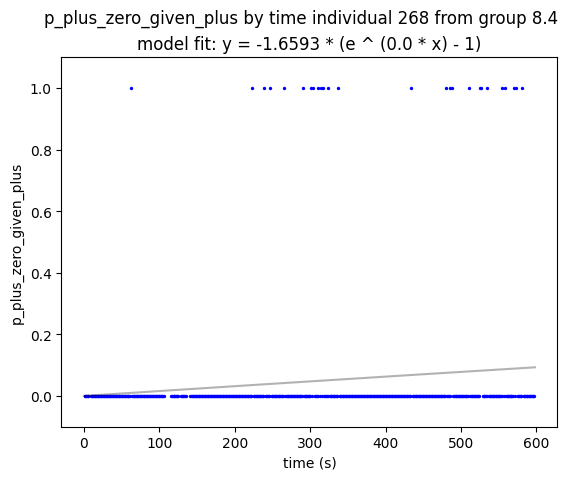 p_plus_zero_given_plus by time individual 268 from group 8.4
model fit: y = -1.6593 * (e ^ (0.0 * x) - 1)
p_plus_zero_given_plus
1.0
0.8
0.6
0.4
0.2
0.0
0 100 200 300 400 500 600
time (s)